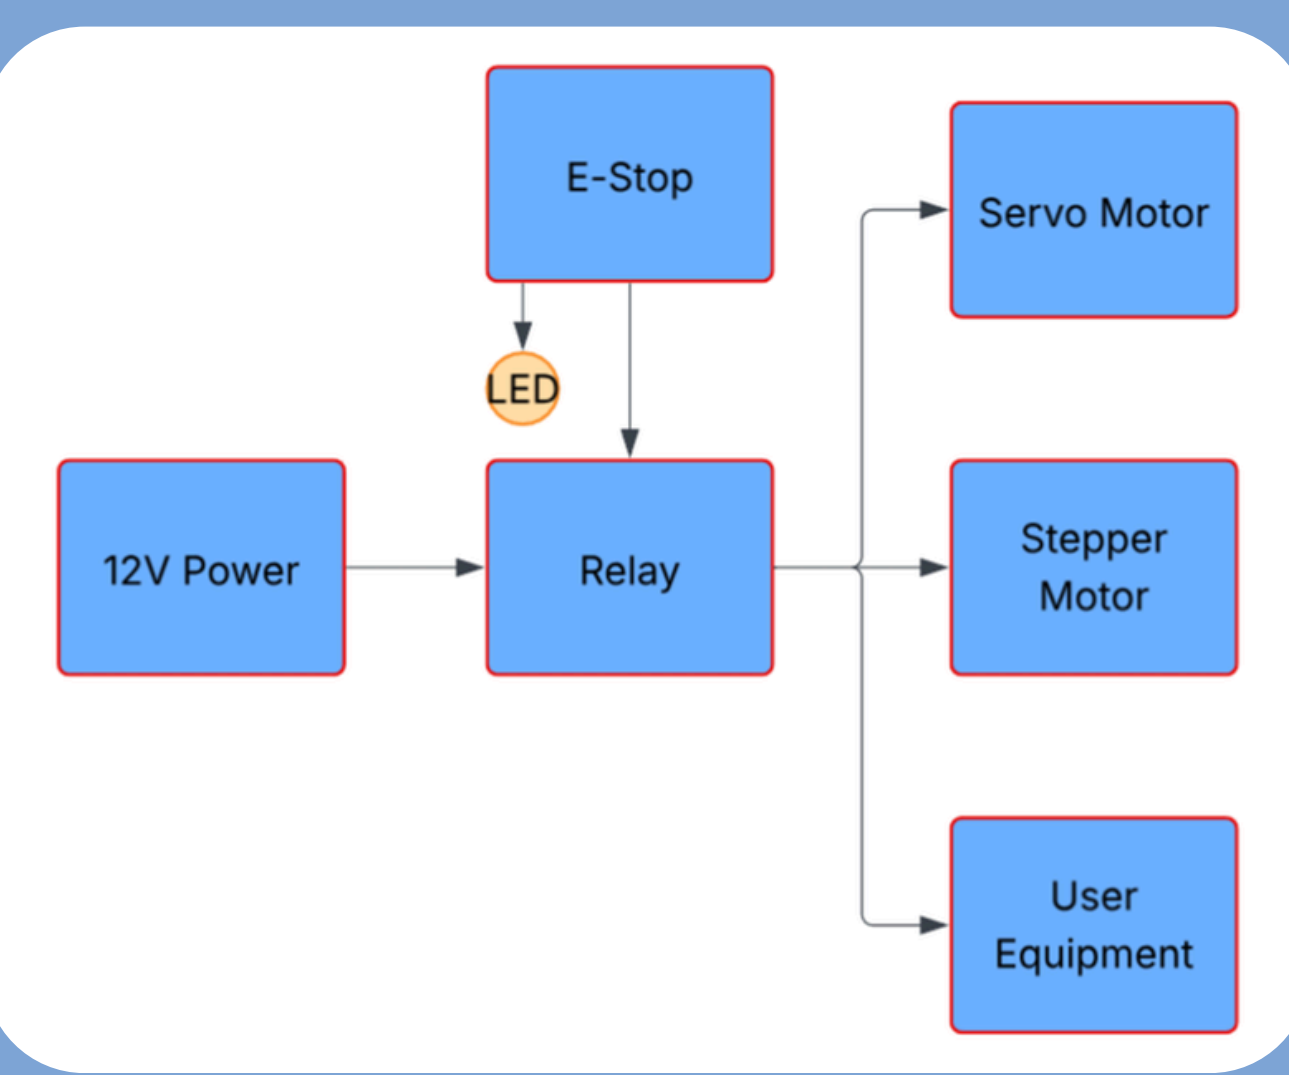 E-Stop
Servo Motor
LED
12V Power
Relay
Stepper
Motor
User
Equipment